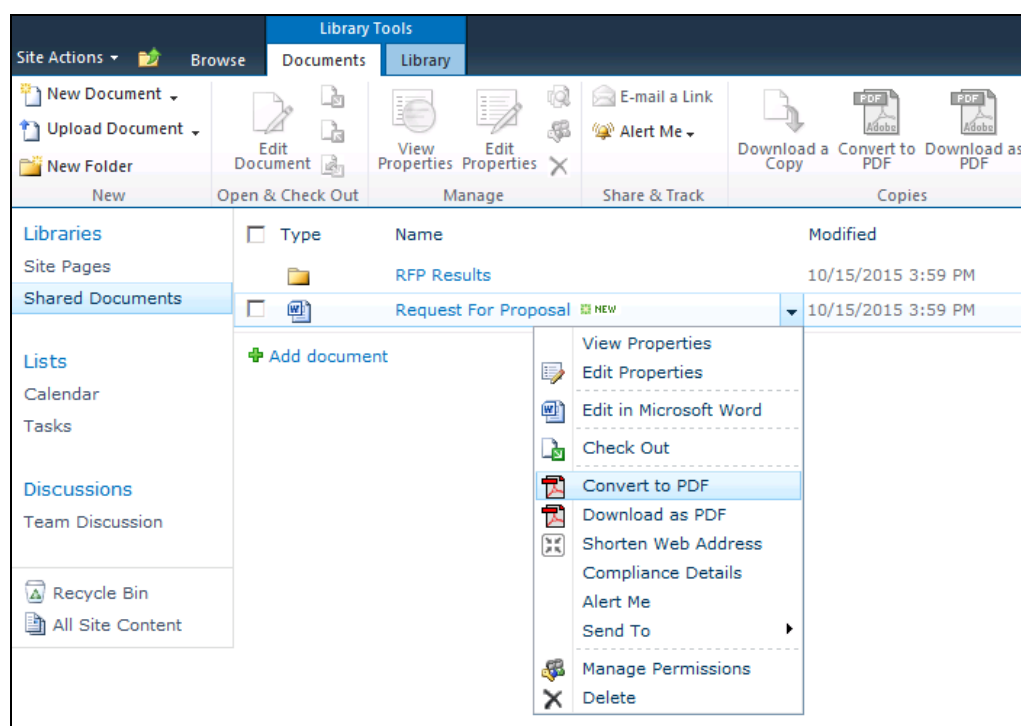 Library Tools
Site Actions Browse Documents Library
New Document
Upload Document
New Folder
New
Edit
Document
Open & Check Out
View
Properties
Edit
Properties
Manage
E-mail a Link
Alert Me
Share & Track
Download a
Copy
PDF
Adobe
Convert to
PDF
PDF
Adobe
Download as
PDF
Copies
Libraries
Site Pages
Shared Documents
Lists
Calendar
Tasks
Discussions
Team Discussion
Recycle Bin
All Site Content
Type Name Modified
RFP Results 10/15/2015 3:59 PM
Request For Proposal NEW 10/15/2015 3:59 PM
Add document
View Properties
Edit Properties
Edit in Microsoft Word
Check Out
Convert to PDF
Download as PDF
Shorten Web Address
Compliance Details
Alert Me
Send To
Manage Permissions
Delete